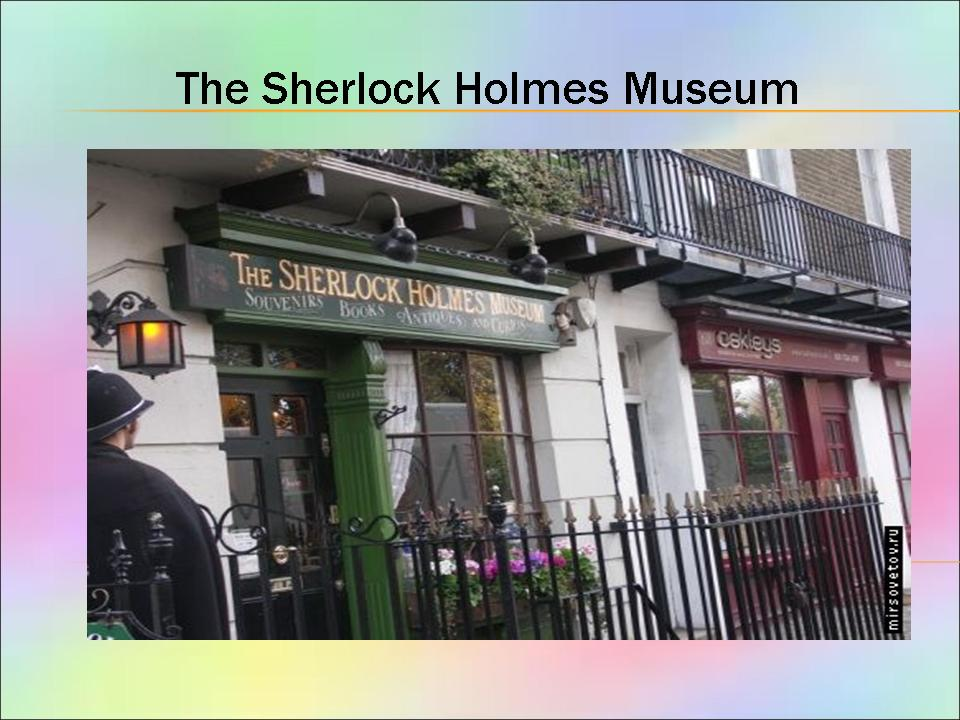 The Sherlock Holmes Museum
THE SHERLOCK HOLMES MUSEUM
SOUVENIRS BOOKS ANTIQUES AND CURIOS
oakleys
mirsovetov.ru